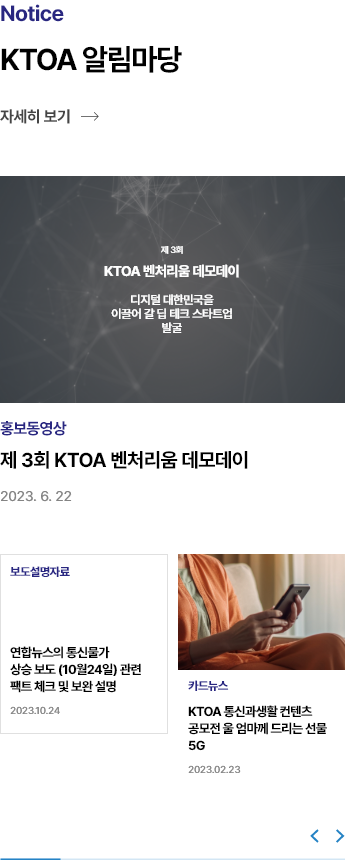 Notice
KTOA 알림마당
자세히 보기
제 3회
KTOA 벤처리움 데모데이
디지털 대한민국을
이끌어 갈 딥 테크 스타트업
발굴
홍보동영상
제 3회 KTOA 벤처리움 데모데이
2023. 6. 22
보도설명자료
연합뉴스의 통신물가
상승 보도 (10월24일) 관련
팩트 체크 및 보완 설명
2023.10.24
카드뉴스
KTOA 통신과생활 컨텐츠
공모전 울 엄마께 드리는 선물
5G
2023.02.23